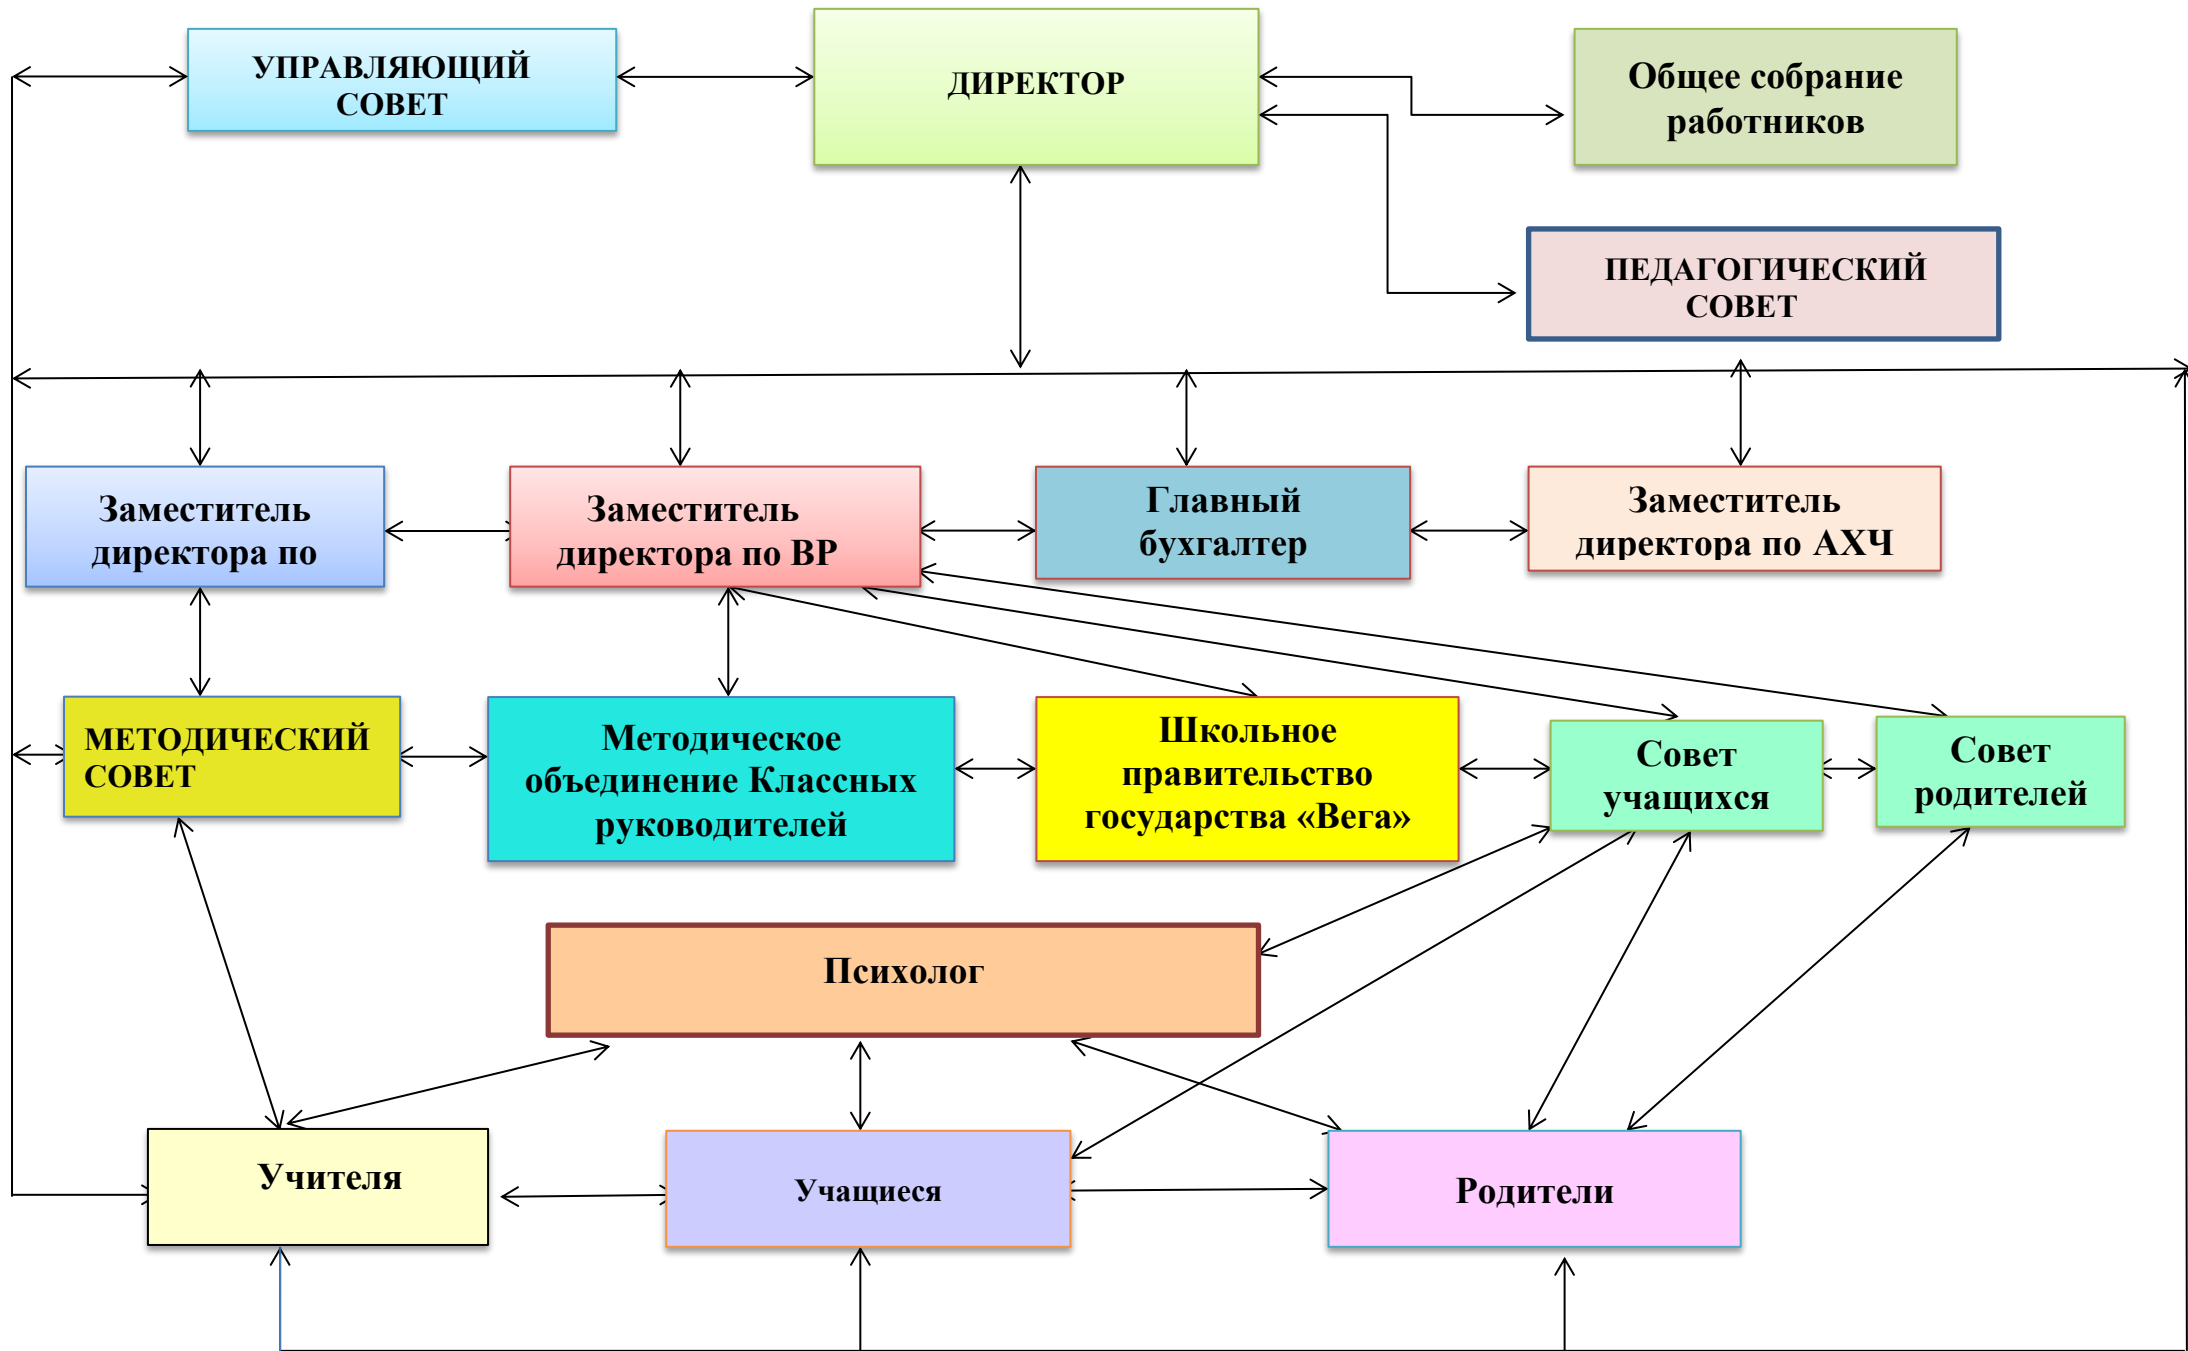 УПРАВЛЯЮЩИЙ
СОВЕТ
ДИРЕКТОР
Общее собрание
работников
ПЕДАГОГИЧЕСКИЙ
СОВЕТ
Заместитель
директора по
Заместитель
директора по ВР
Главный
бухгалтер
Заместитель
директора по АХЧ
МЕТОДИЧЕСКИЙ
СОВЕТ
Методическое
объединение Классных
руководителей
Школьное
правительство
государства «Вега»
Совет
учащихся
Совет
родителей
Психолог
Учителя
Учащиеся
Родители